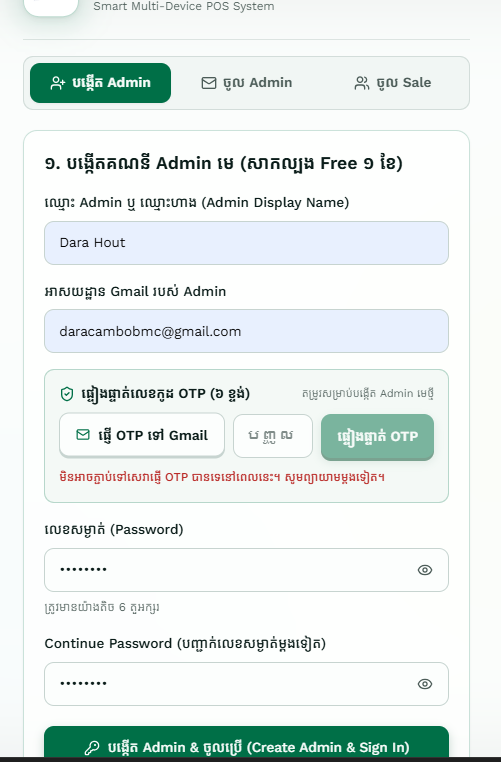 Smart Multi-Device POS System
បង្កើត Admin
ចូល Admin
ចូល Sale
១. បង្កើតគណនី Admin មេ (សាកល្បង Free ១ ខែ)
ឈ្មោះ Admin ឬ ឈ្មោះហាង (Admin Display Name)
Dara Hout
អាសយដ្ឋាន Gmail របស់ Admin
daracambobmc@gmail.com
ផ្ទៀងផ្ទាត់លេខកូដ OTP (៦ ខ្ទង់)
តម្រូវសម្រាប់បង្កើត Admin មេថ្មី
ផ្ញើ OTP ទៅ Gmail
បញ្ចូល
ផ្ទៀងផ្ទាត់ OTP
មិនអាចភ្ជាប់ទៅសេវាផ្ញើ OTP បានទេនៅពេលនេះ។ សូមព្យាយាមម្តងទៀត។
លេខសម្ងាត់ (Password)
ត្រូវមានយ៉ាងតិច 6 តួអក្សរ
Continue Password (បញ្ជាក់លេខសម្ងាត់ម្តងទៀត)
បង្កើត Admin & ចូលប្រើ (Create Admin & Sign In)